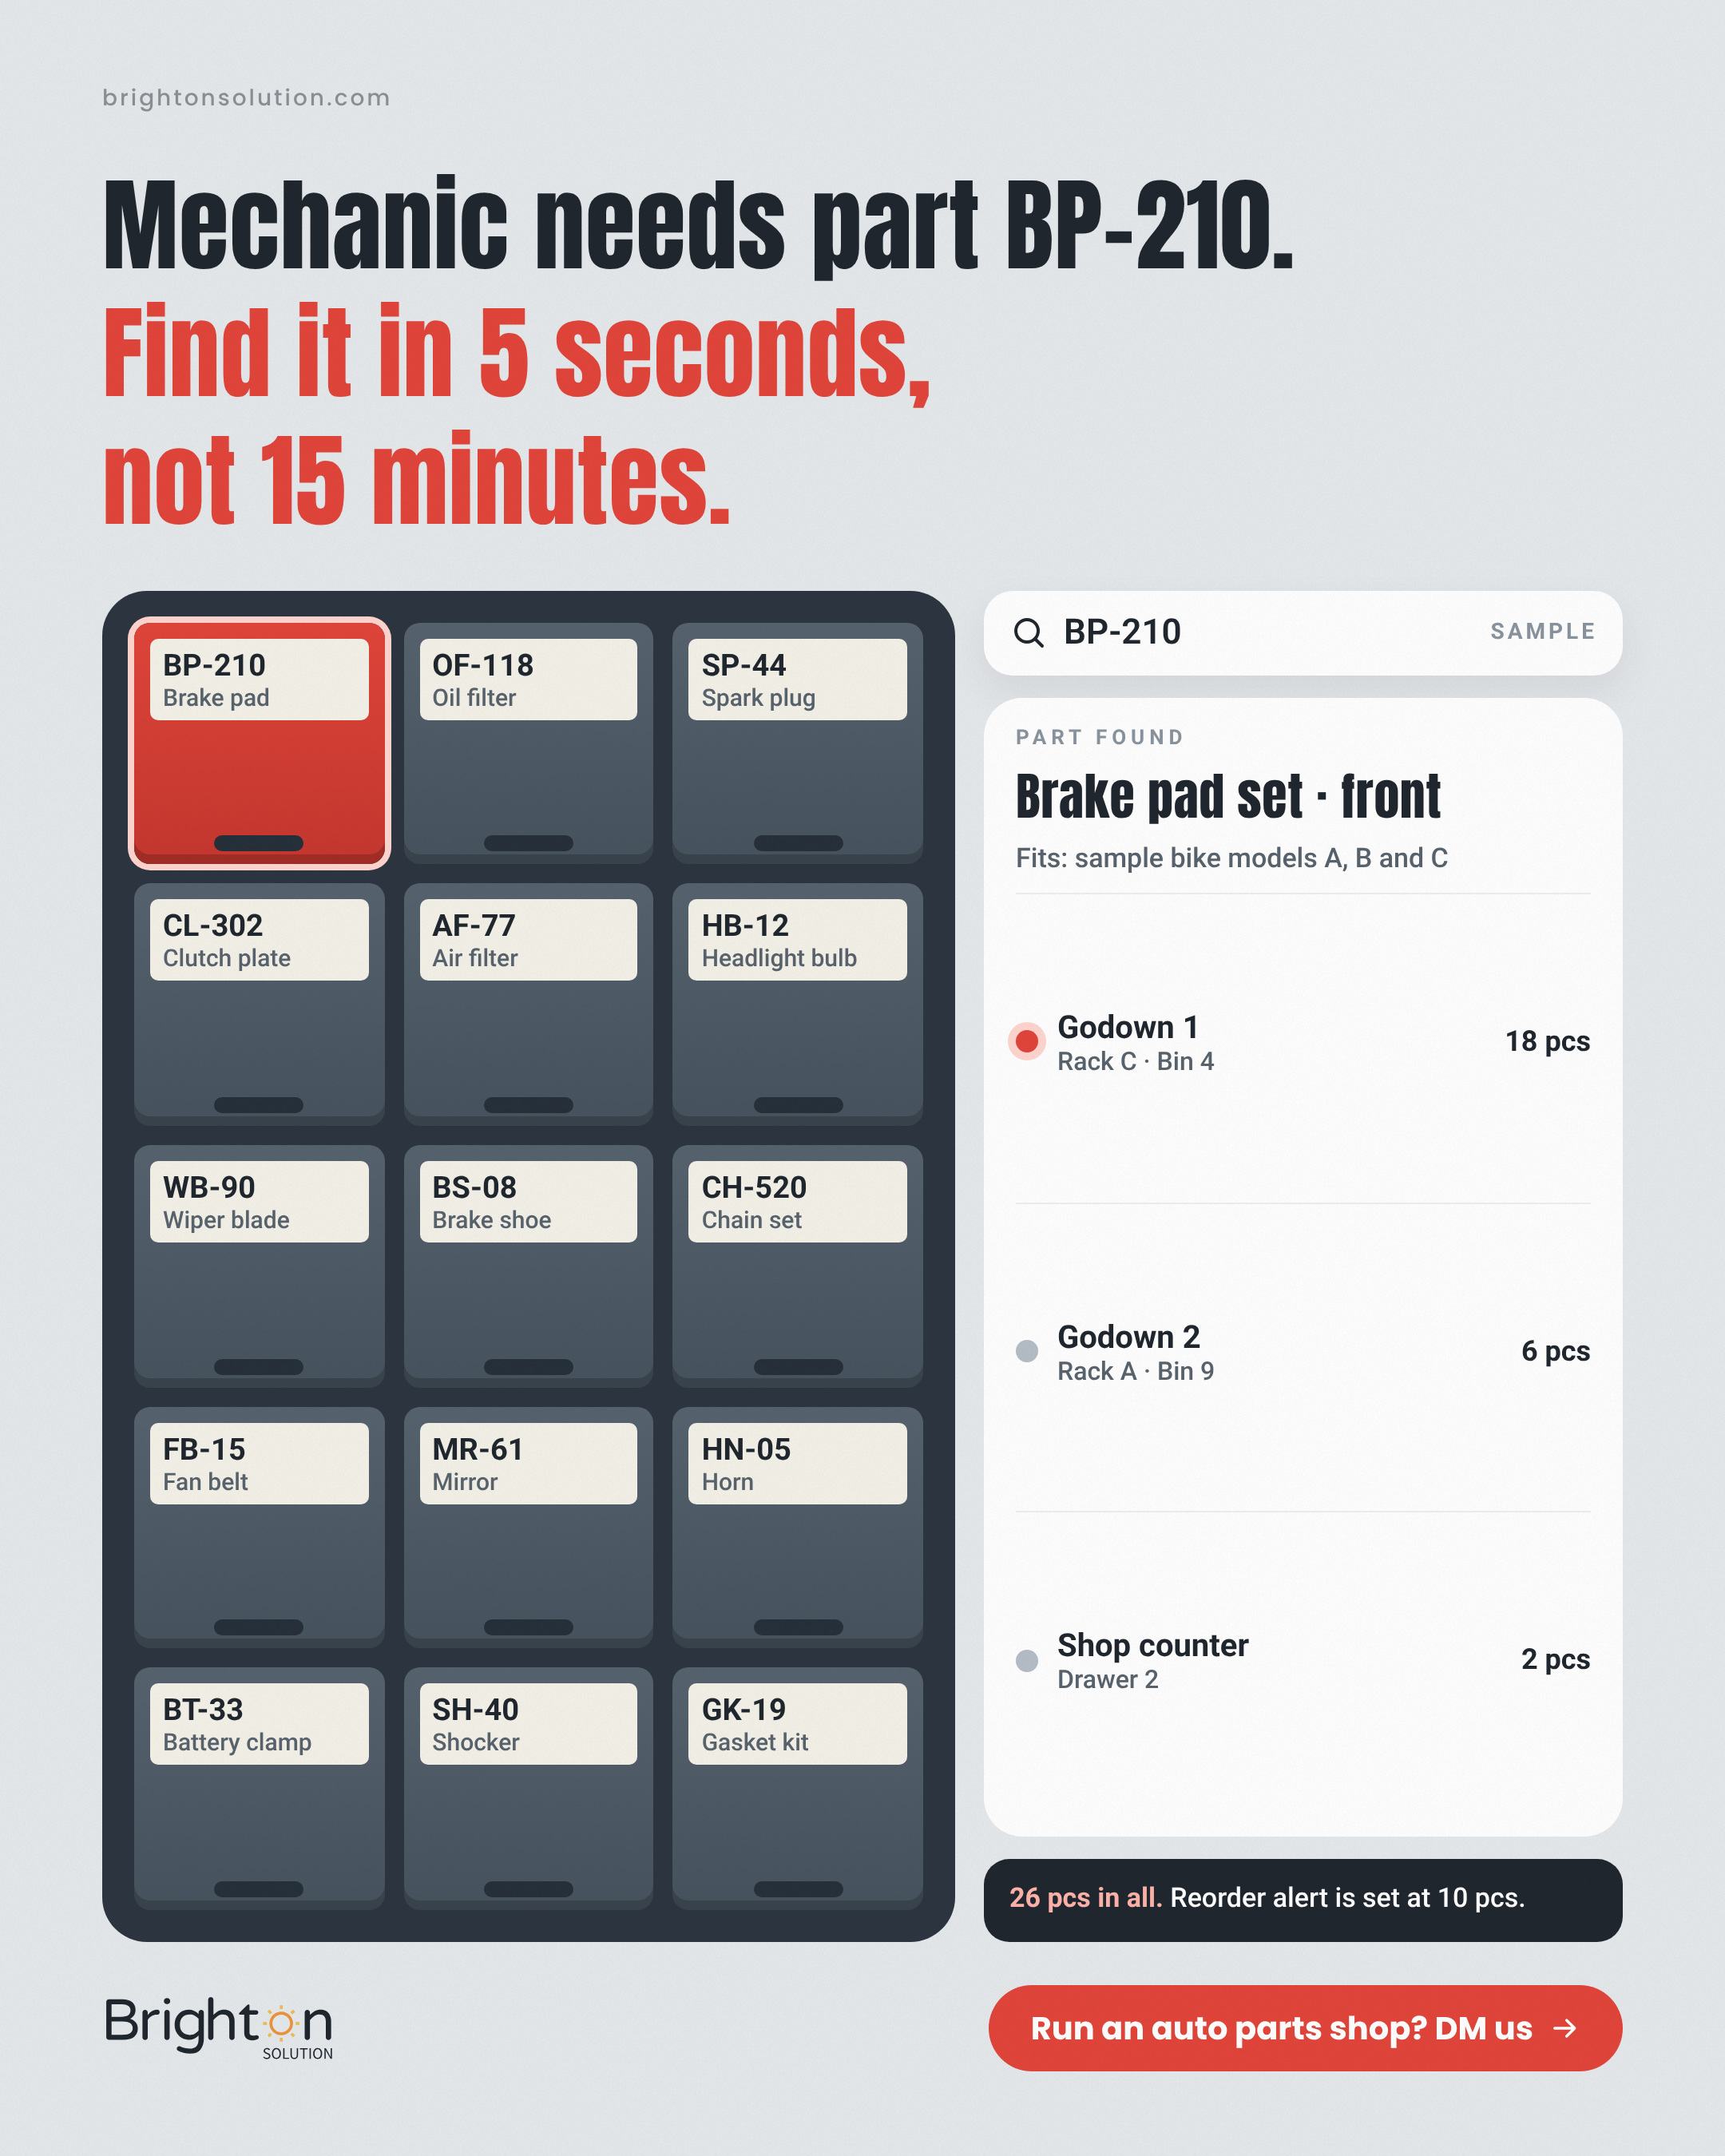 brightonsolution.com
Mechanic needs part BP-210.
Find it in 5 seconds,
not 15 minutes.
BP-210
Brake pad
OF-118
Oil filter
SP-44
Spark plug
CL-302
Clutch plate
AF-77
Air filter
HB-12
Headlight bulb
WB-90
Wiper blade
BS-08
Brake shoe
CH-520
Chain set
FB-15
Fan belt
MR-61
Mirror
HN-05
Horn
BT-33
Battery clamp
SH-40
Shocker
GK-19
Gasket kit
BP-210 SAMPLE
PART FOUND
Brake pad set · front
Fits: sample bike models A, B and C
Godown 1 18 pcs
Rack C · Bin 4
Godown 2 6 pcs
Rack A · Bin 9
Shop counter 2 pcs
Drawer 2
26 pcs in all. Reorder alert is set at 10 pcs.
Brighton
SOLUTION
Run an auto parts shop? DM us →